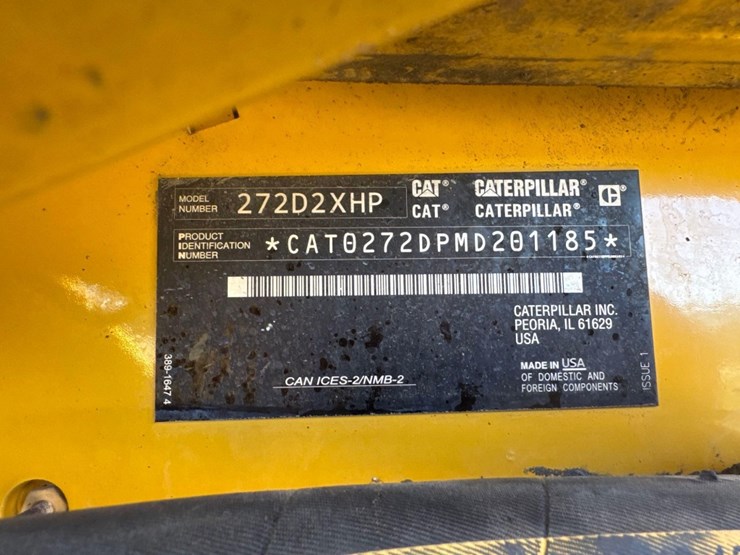 MODEL NUMBER 272D2XHP
CAT® CATERPILLAR® C®
CAT® CATERPILLAR®
PRODUCT IDENTIFICATION NUMBER *CAT0272DPMD201185*
CATERPILLAR INC.
PEORIA, IL 61629
USA
MADE IN USA
OF DOMESTIC AND
FOREIGN COMPONENTS
CAN ICES-2/NMB-2
389-1647 4
ISSUE 1